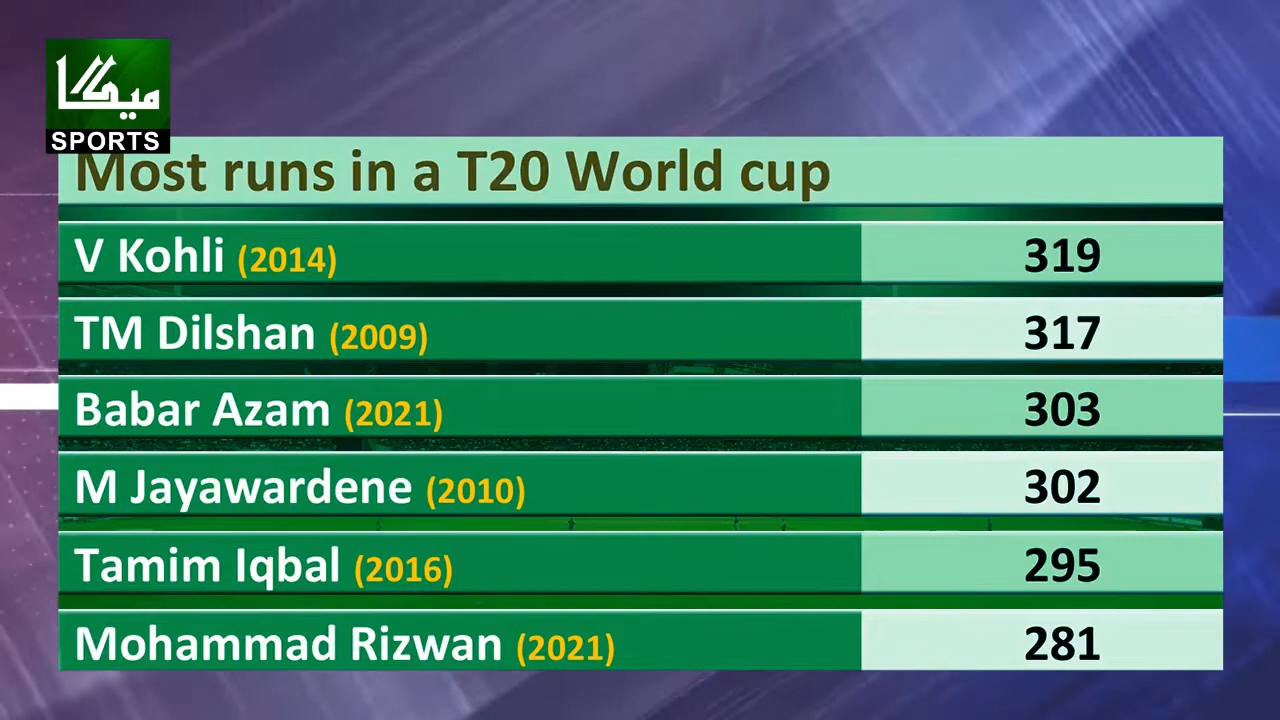 میگا
SPORTS
Most runs in a T20 World cup
V Kohli (2014) 319
TM Dilshan (2009) 317
Babar Azam (2021) 303
M Jayawardene (2010) 302
Tamim Iqbal (2016) 295
Mohammad Rizwan (2021) 281